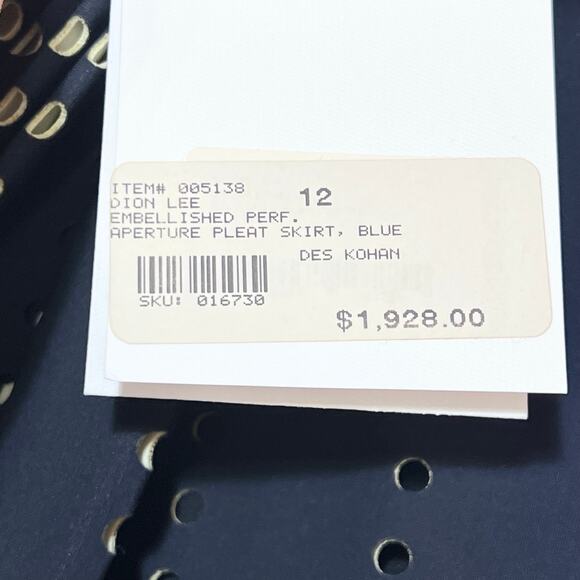 ITEM# 005138
DION LEE 12
EMBELLISHED PERF.
APERTURE PLEAT SKIRT, BLUE
DES KOHAN
SKU: 016730
$1,928.00